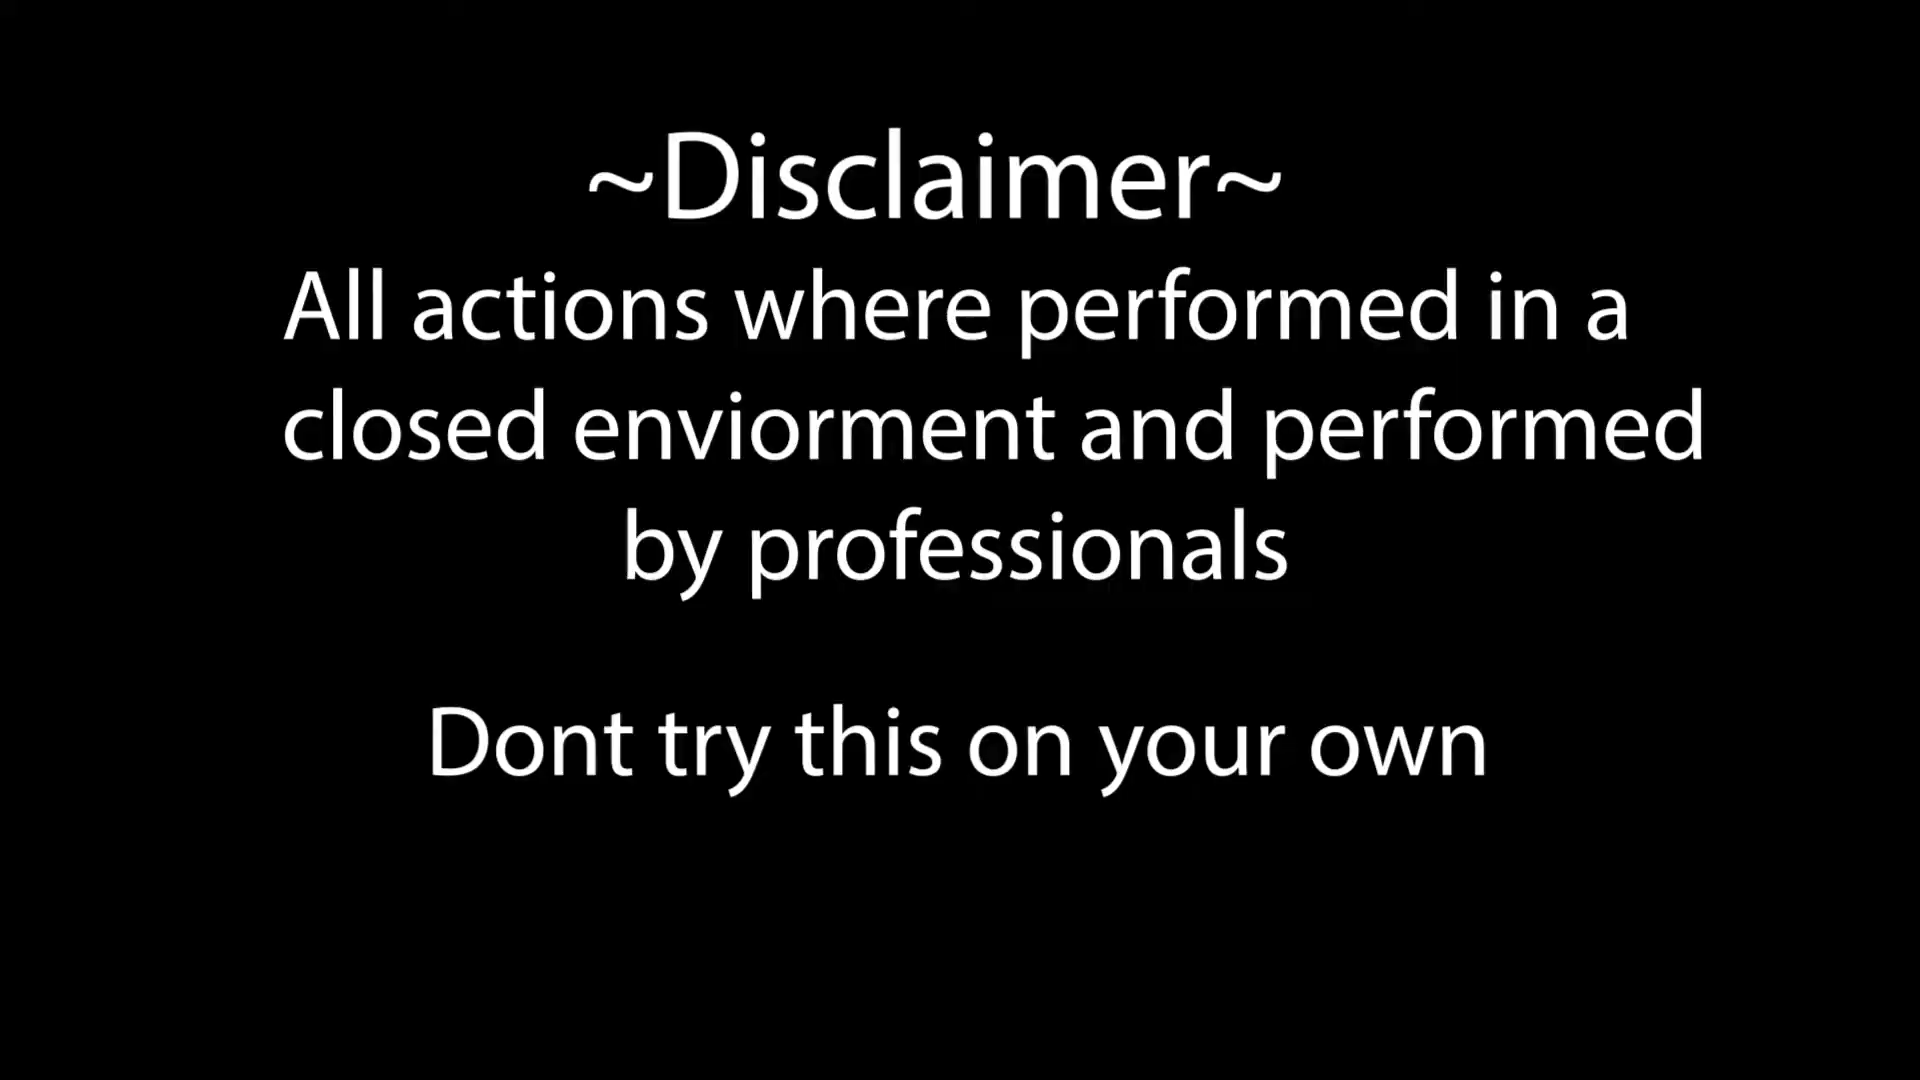 ~Disclaimer~
All actions where performed in a
closed enviorment and performed
by professionals
Dont try this on your own